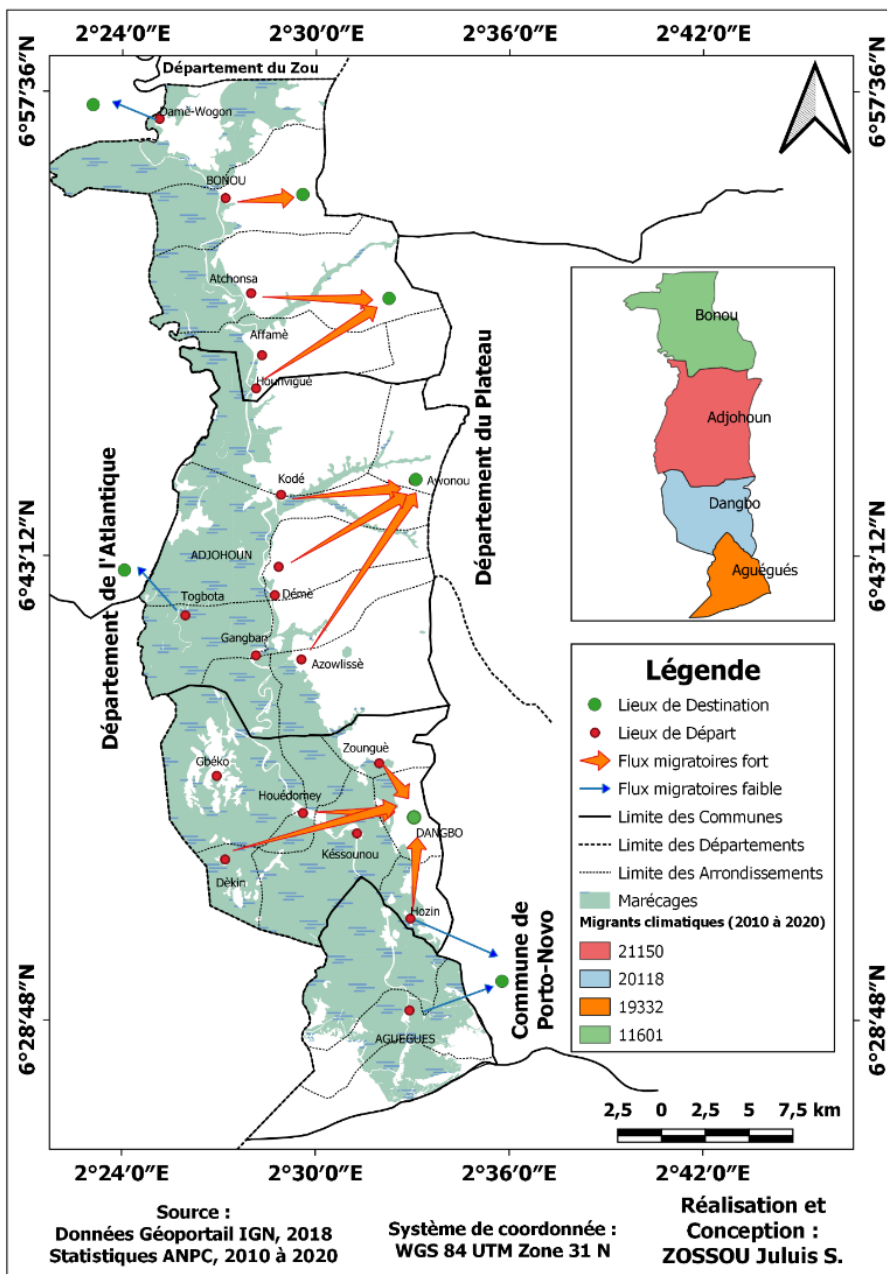 2°24′0″E 2°30′0″E 2°36′0″E 2°42′0″E
6°57′36″N
6°57′36″N
Département du Zou
Damè-Wogon
BONOU
Atchonsa
Affamè
Hounviguè
Département du Plateau
Kodé
Awonou
Département de l'Atlantique
ADJOHOUN
6°43′12″N
6°43′12″N
Togbota
Démè
Gangban
Azowlissè
Zounguè
Gbéko
Houédomey
DANGBO
Késsounou
Dèkin
Hozin
Commune de
Porto-Novo
AGUEGUES
6°28′48″N
6°28′48″N
Bonou
Adjohoun
Dangbo
Aguégués
Légende
Lieux de Destination
Lieux de Départ
Flux migratoires fort
Flux migratoires faible
Limite des Communes
Limite des Départements
Limite des Arrondissements
Marécages
Migrants climatiques (2010 à 2020)
21150
20118
19332
11601
2,5 0 2,5 5 7,5 km
2°24′0″E 2°30′0″E 2°36′0″E 2°42′0″E
Source :
Données Géoportail IGN, 2018
Statistiques ANPC, 2010 à 2020
Système de coordonnée :
WGS 84 UTM Zone 31 N
Réalisation et
Conception :
ZOSSOU Juluis S.